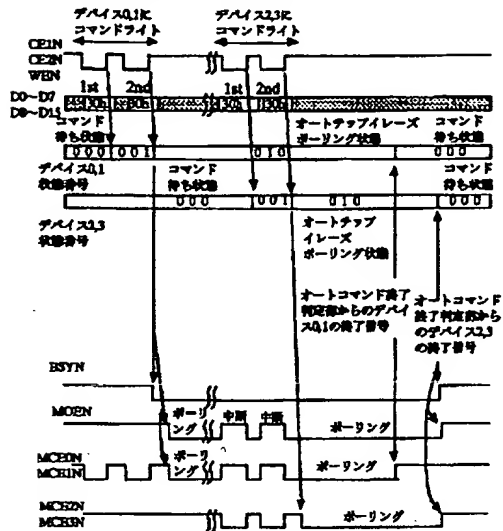 デバイス0,1に
コマンドライト
デバイス2,3に
コマンドライト
CE1N
CE2N
WEN
1st 2nd 1st 2nd
D0~D7
30h 30h 30h 30h
コマンド
待ち状態
オートチップイレーズ
ポーリング状態
コマンド
待ち状態
000 001 010 000
デバイス0,1
状態番号
コマンド
待ち状態
コマンド
待ち状態
000 001 010 000
デバイス2,3
状態番号
オートチップ
イレーズ
ポーリング状態
オートコマンド終了
判定部からのデバイ
ス0,1の終了信号
オートコマンド
終了判定部から
のデバイス2,3
の終了信号
BSYN
MOEN
ポーリ
ング
中断 中断
ポーリング
MCE0N
MCE1N
ポーリ
ング
ポーリング
MCE2N
MCE3N
ポーリング